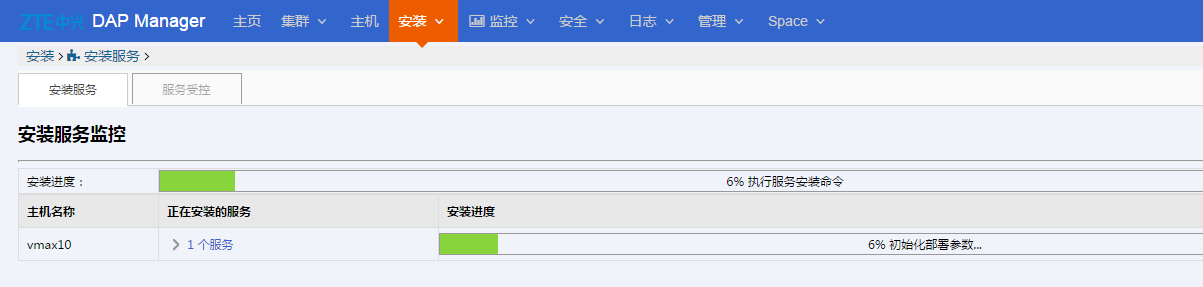 ZTE中兴 DAP Manager 主页 集群 主机 安装 监控 安全 日志 管理 Space
安装 > 安装服务 >
安装服务 服务受控
安装服务监控
安装进度： 6% 执行服务安装命令
主机名称 正在安装的服务 安装进度
vmax10 1 个服务 6% 初始化部署参数...